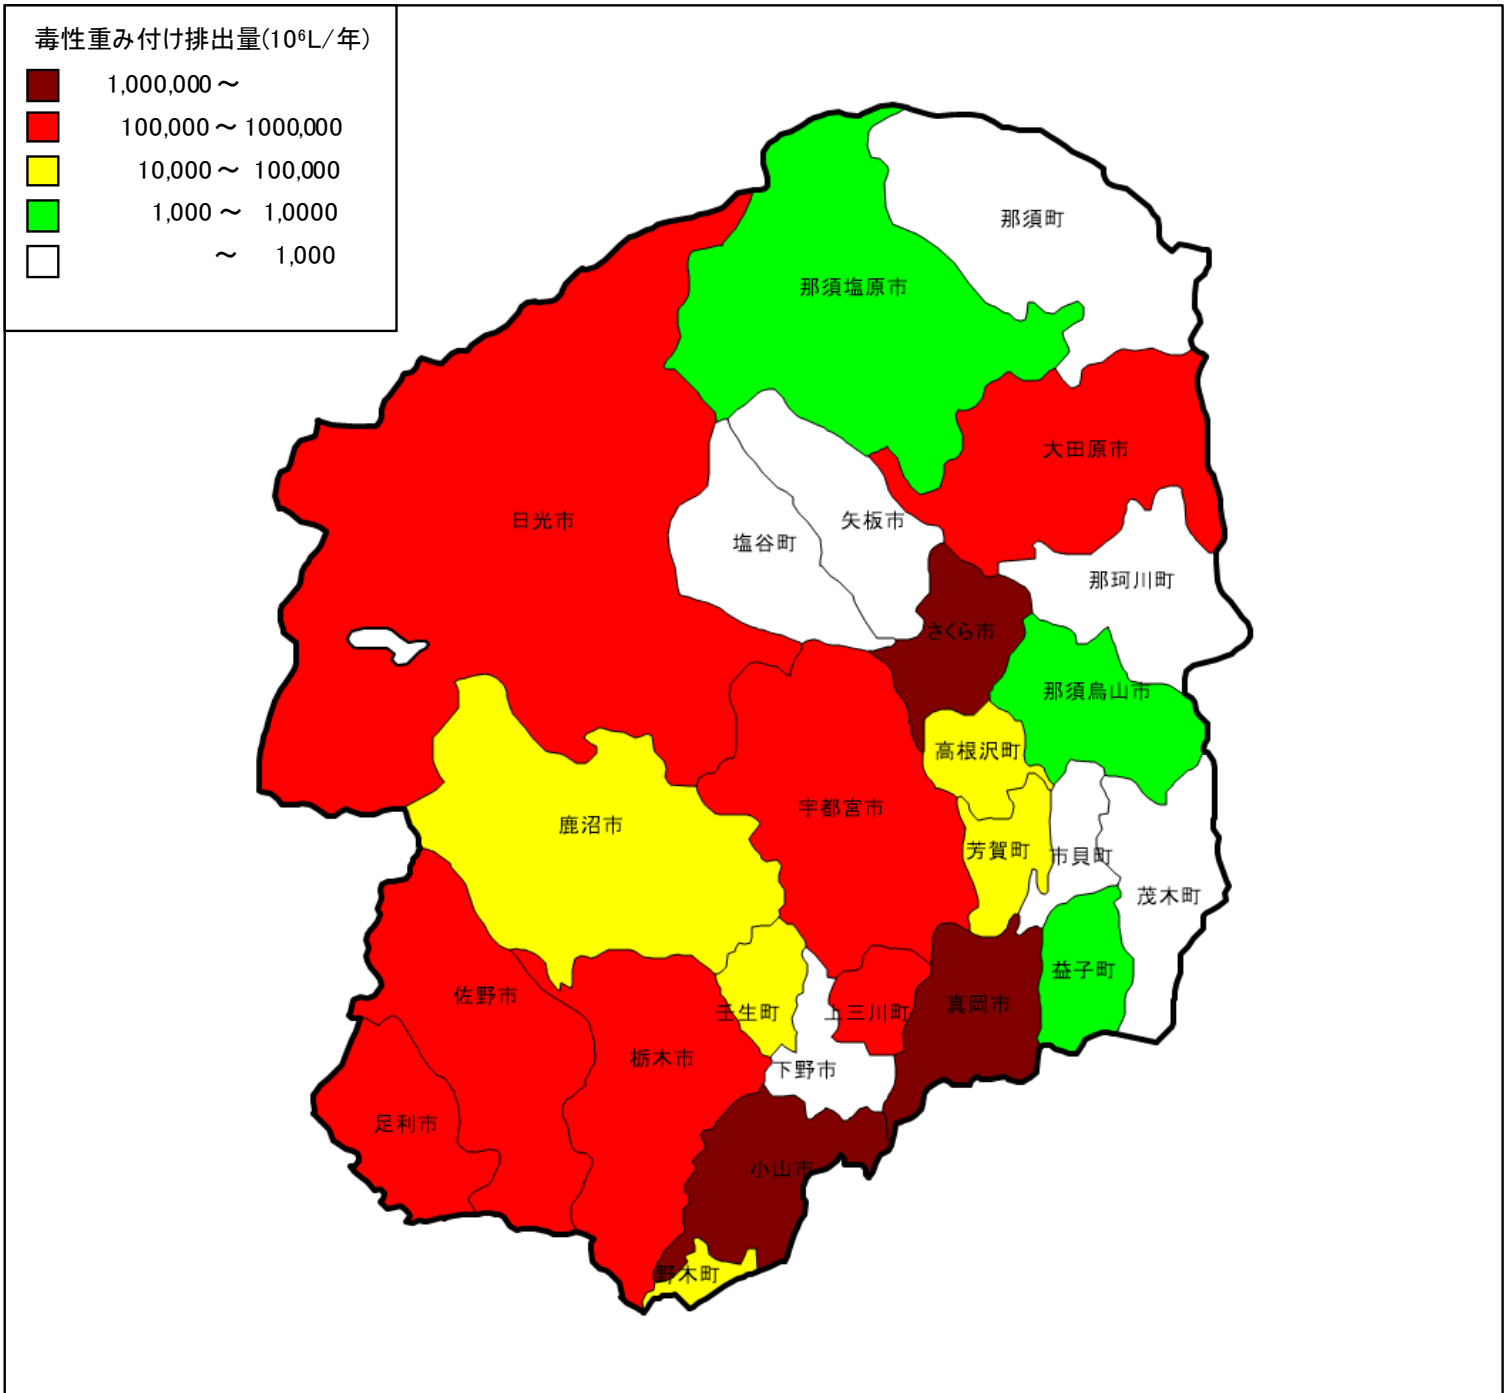 毒性重み付け排出量(10⁶L/年)
1,000,000～
100,000～1000,000
10,000～ 100,000
1,000～ 1,0000
～ 1,000
那須町
那須塩原市
大田原市
日光市
矢板市
塩谷町
那珂川町
さくら市
那須烏山市
高根沢町
宇都宮市
鹿沼市
芳賀町
市貝町
茂木町
益子町
佐野市
真岡市
壬生町
上三川町
栃木市
下野市
足利市
小山市
野木町